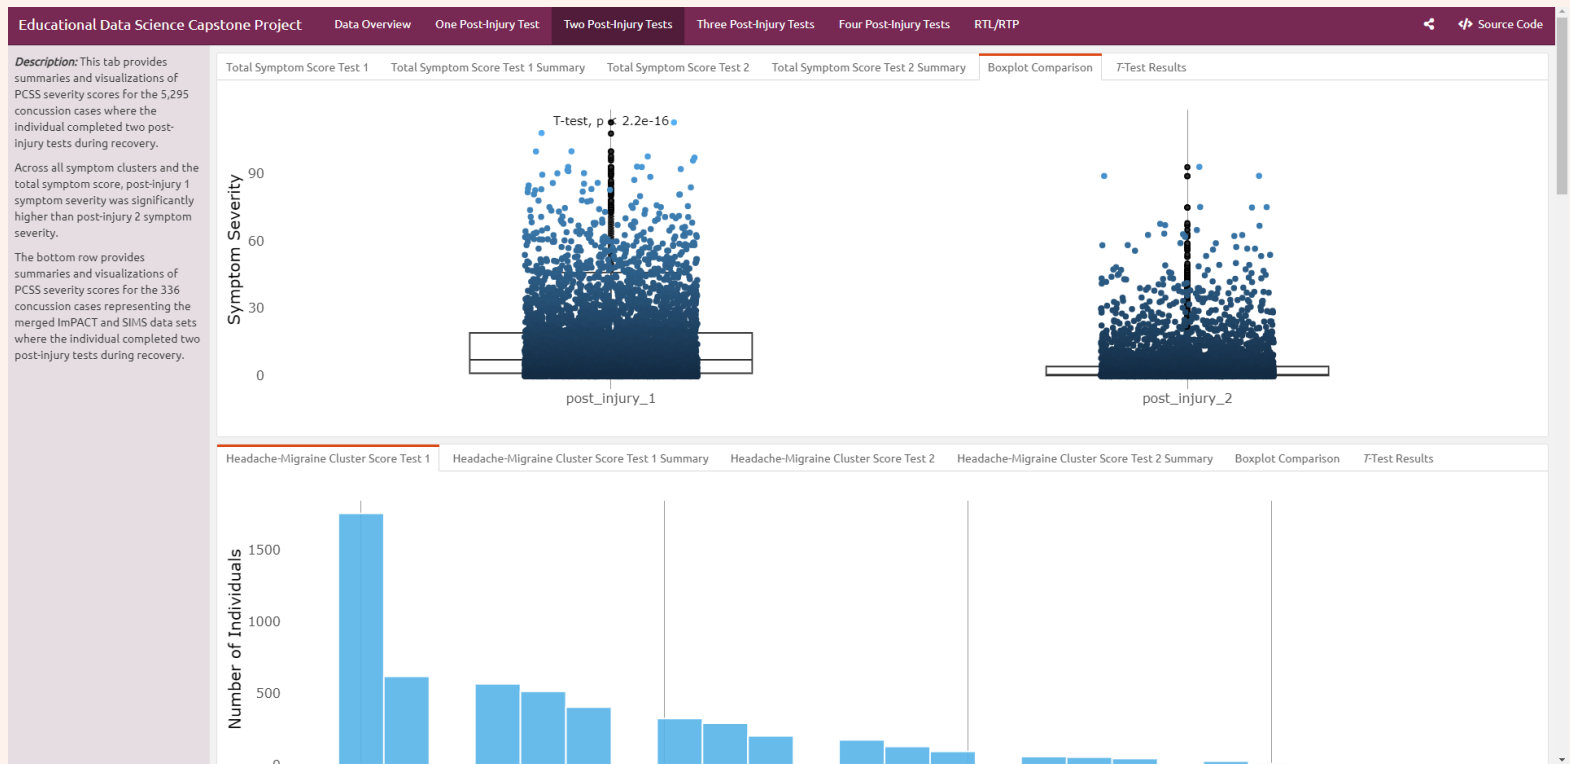 Educational Data Science Capstone Project
Data Overview
One Post-Injury Test
Two Post-Injury Tests
Three Post-Injury Tests
Four Post-Injury Tests
RTL/RTP
Source Code
Description: This tab provides
summaries and visualizations of
PCSS severity scores for the 5,295
concussion cases where the
individual completed two post-
injury tests during recovery.
Across all symptom clusters and the
total symptom score, post-injury 1
symptom severity was significantly
higher than post-injury 2 symptom
severity.
The bottom row provides
summaries and visualizations of
PCSS severity scores for the 336
concussion cases representing the
merged ImPACT and SIMS data sets
where the individual completed two
post-injury tests during recovery.
Total Symptom Score Test 1
Total Symptom Score Test 1 Summary
Total Symptom Score Test 2
Total Symptom Score Test 2 Summary
Boxplot Comparison
T-Test Results
T-test, p < 2.2e-16
Symptom Severity
90
60
30
0
post_injury_1
post_injury_2
Headache-Migraine Cluster Score Test 1
Headache-Migraine Cluster Score Test 1 Summary
Headache-Migraine Cluster Score Test 2
Headache-Migraine Cluster Score Test 2 Summary
Boxplot Comparison
T-Test Results
Number of Individuals
1500
1000
500
0